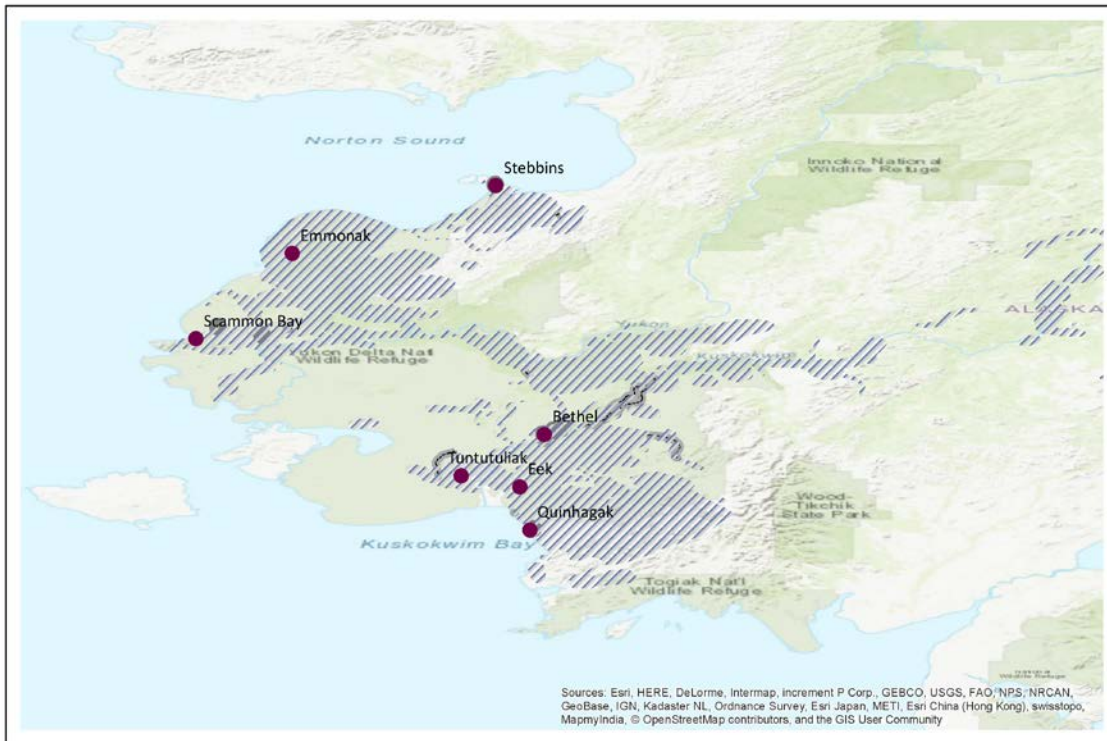 Norton Sound
Stebbins
Innoko National
Wildlife Refuge
Emmonak
Scammon Bay
ALASKA
Yukon
Yukon Delta Nat'l
Wildlife Refuge
Kuskokwim
Bethel
Tuntutuliak
Eek
Wood-
Tikchik
State Park
Quinhagak
Kuskokwim Bay
Togiak Nat'l
Wildlife Refuge
Wildlife Refuge
Sources: Esri, HERE, DeLorme, Intermap, increment P Corp., GEBCO, USGS, FAO, NPS, NRCAN,
GeoBase, IGN, Kadaster NL, Ordnance Survey, Esri Japan, METI, Esri China (Hong Kong), swisstopo,
MapmyIndia, © OpenStreetMap contributors, and the GIS User Community